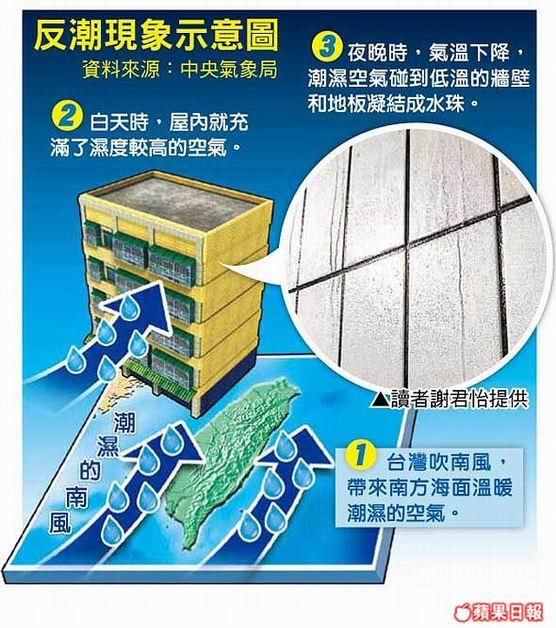 反潮現象示意圖
資料來源：中央氣象局
3 夜晚時，氣溫下降，
潮濕空氣碰到低溫的牆壁
和地板凝結成水珠。
2 白天時，屋內就充
滿了濕度較高的空氣。
▲讀者謝君怡提供
1 台灣吹南風，
帶來南方海面溫暖
潮濕的空氣。
潮濕的南風
蘋果日報